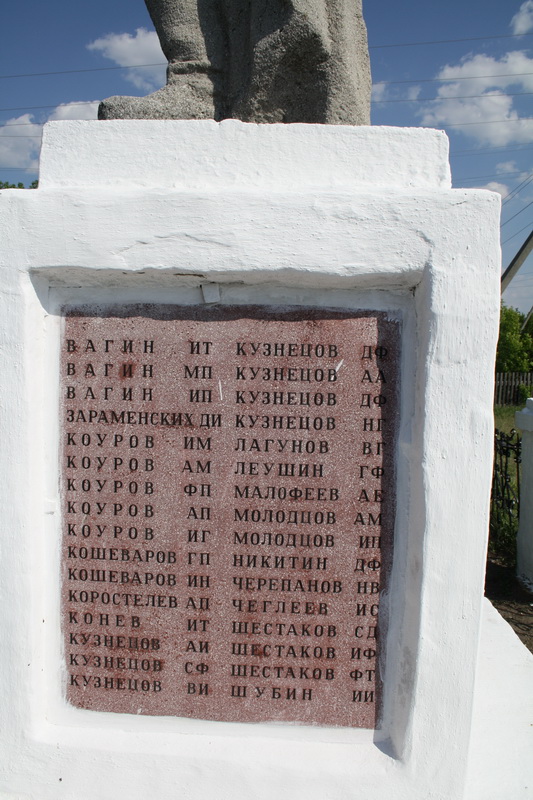 ВАГИН ИТ КУЗНЕЦОВ ДФ
ВАГИН МП КУЗНЕЦОВ АА
ВАГИН ИП КУЗНЕЦОВ ДФ
ЗАРАМЕНСКИХ ДИ КУЗНЕЦОВ НГ
КОУРОВ ИМ ЛАГУНОВ ВГ
КОУРОВ АМ ЛЕУШИН ГФ
КОУРОВ ФП МАЛОФЕЕВ АЕ
КОУРОВ АП МОЛОДЦОВ АМ
КОУРОВ ИГ МОЛОДЦОВ ИП
КОШЕВАРОВ ГП НИКИТИН ДФ
КОШЕВАРОВ ИН ЧЕРЕПАНОВ НВ
КОРОСТЕЛЕВ АЦ ЧЕГЛЕЕВ ИС
КОНЕВ ИТ ШЕСТАКОВ СД
КУЗНЕЦОВ АИ ШЕСТАКОВ ИФ
КУЗНЕЦОВ СФ ШЕСТАКОВ ФТ
КУЗНЕЦОВ ВИ ШУБИН ИИ